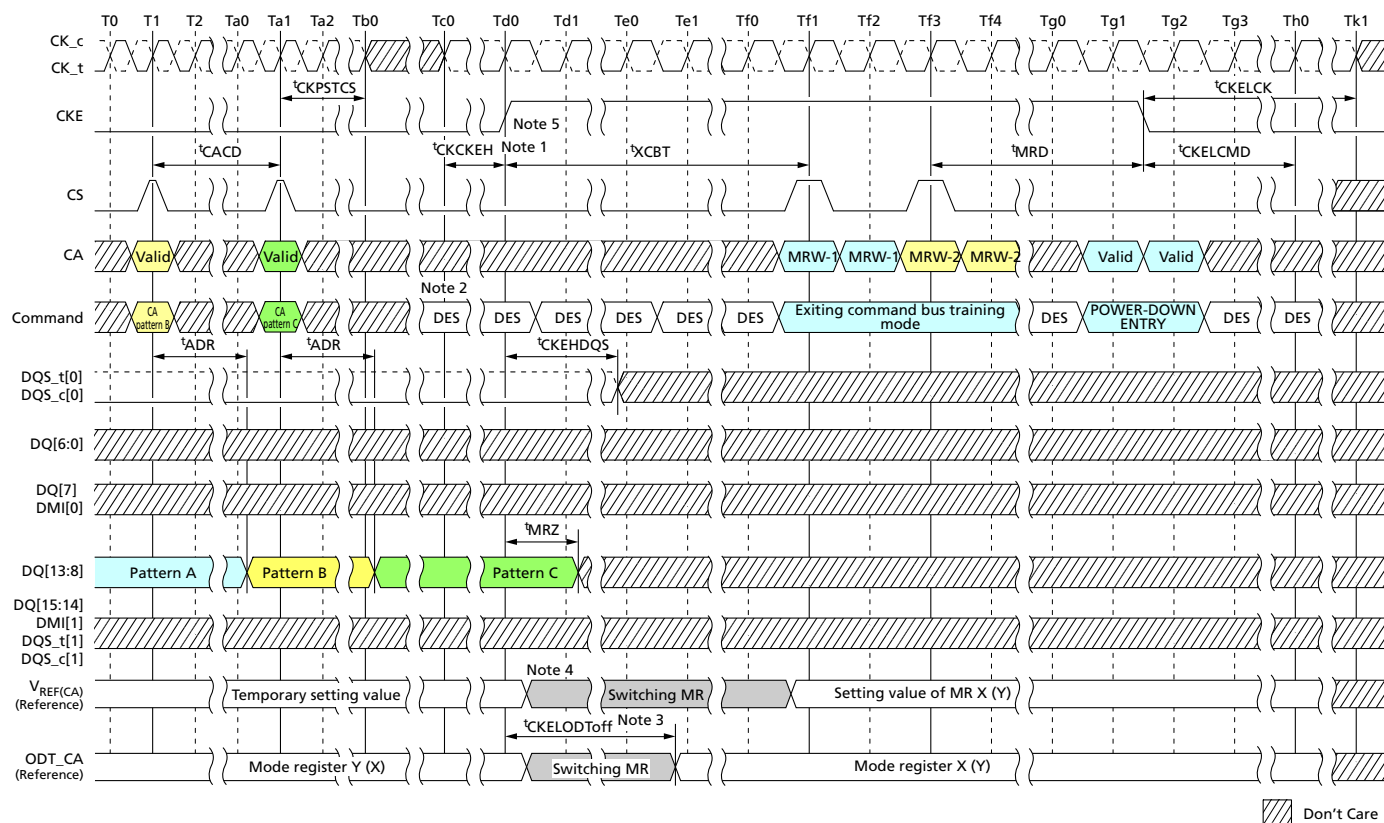 T0 T1 T2 Ta0 Ta1 Ta2 Tb0 Tc0 Td0 Td1 Te0 Te1 Tf0 Tf1 Tf2 Tf3 Tf4 Tg0 Tg1 Tg2 Tg3 Th0 Tk1
CK_c
CK_t
tCKPSTCS
tCKELCK
CKE
Note 5
tCACD
tCKCKEH
Note 1
tXCBT
tMRD
tCKELCMD
CS
CA
Valid
Valid
MRW-1 MRW-1 MRW-2 MRW-2
Valid
Valid
Note 2
Command
CA
pattern B
CA
pattern C
DES DES DES DES DES DES
Exiting command bus training
mode
DES
POWER-DOWN
ENTRY
DES DES
tADR
tADR
tCKEHDQS
DQS_t[0]
DQS_c[0]
DQ[6:0]
DQ[7]
DMI[0]
tMRZ
DQ[13:8]
Pattern A
Pattern B
Pattern C
DQ[15:14]
DMI[1]
DQS_t[1]
DQS_c[1]
Note 4
VREF(CA)
(Reference)
Temporary setting value
Switching MR
Setting value of MR X (Y)
tCKELODToff
Note 3
ODT_CA
(Reference)
Mode register Y (X)
Switching MR
Mode register X (Y)
Don't Care